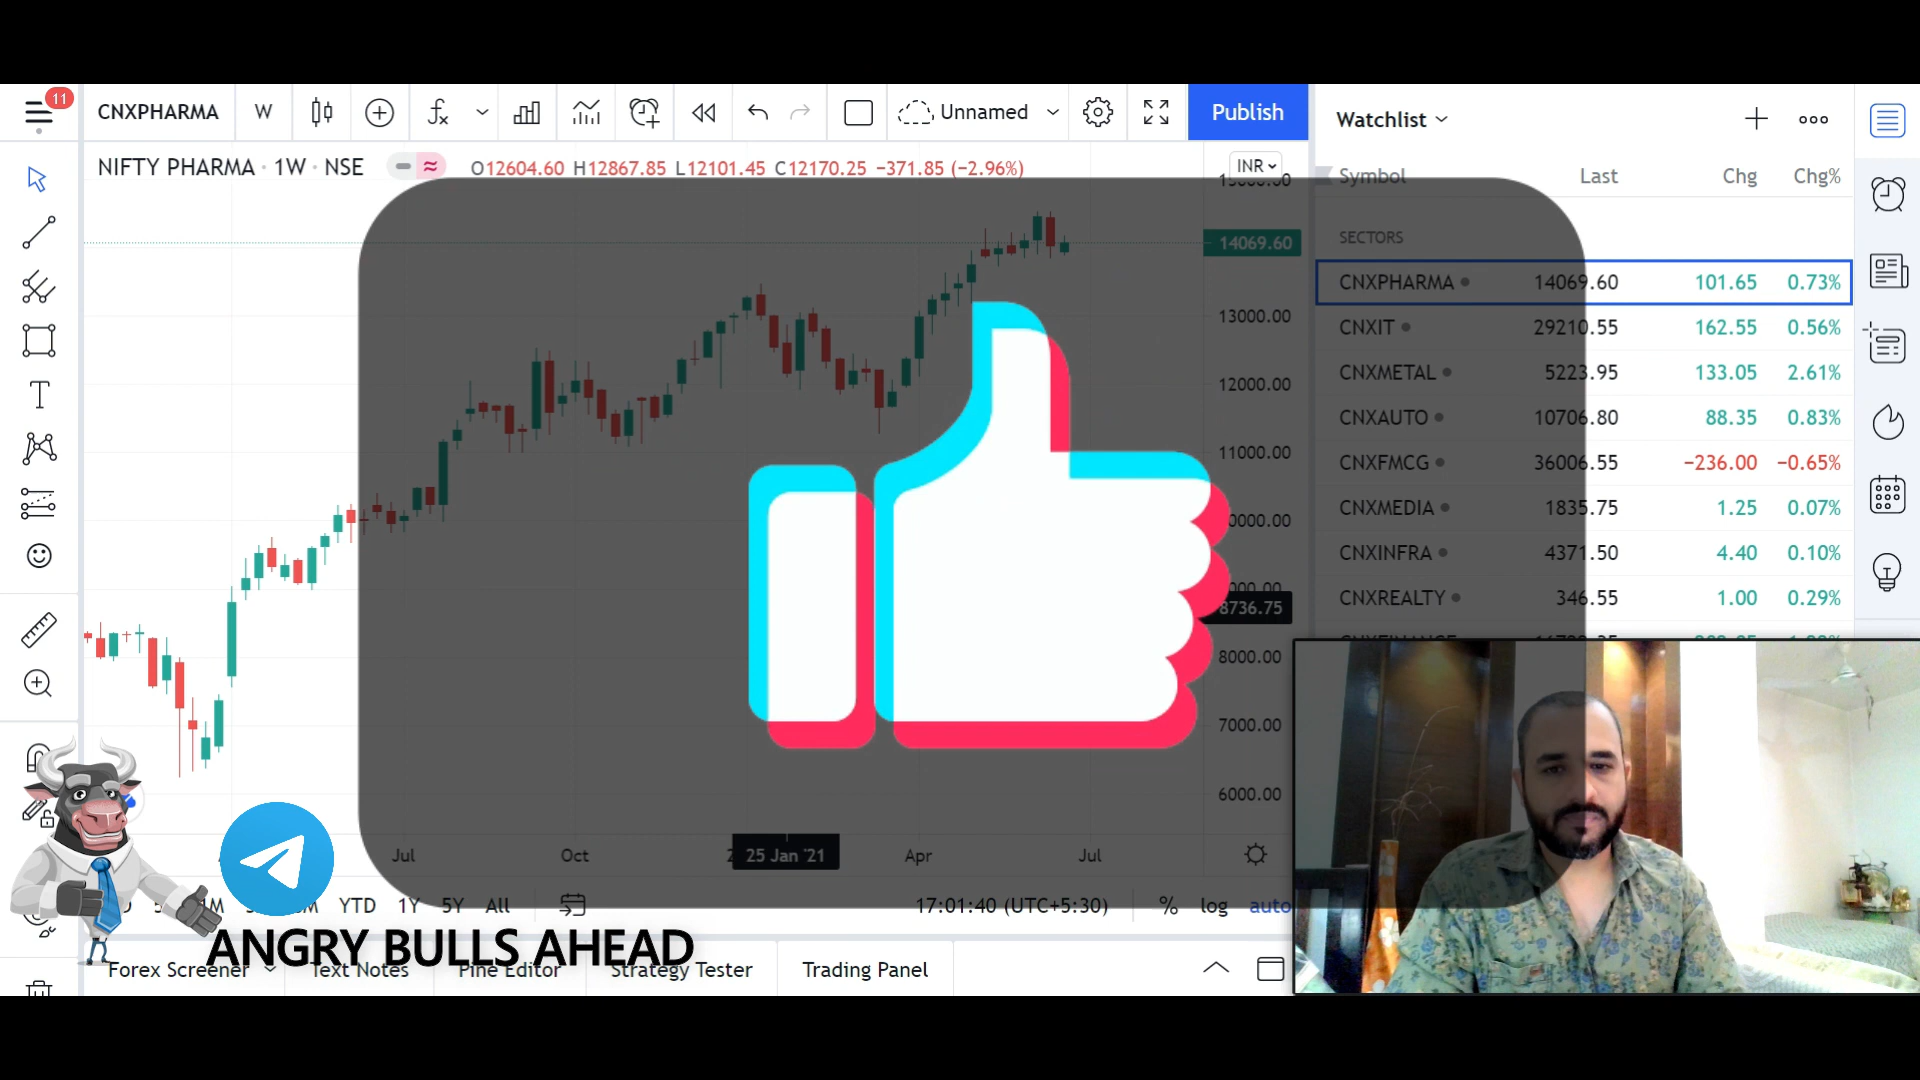 11
CNXPHARMA W Unnamed Publish
NIFTY PHARMA · 1W · NSE O12604.60 H12867.85 L12101.45 C12170.25 −371.85 (−2.96%) INR
14069.60
13000.00
12000.00
11000.00
8736.75
8000.00
7000.00
6000.00
Jul Oct 25 Jan '21 Apr Jul
YTD 1Y 5Y All 17:01:40 (UTC+5:30) % log auto
ANGRY BULLS AHEAD
Forex Screener Text Notes Pine Editor Strategy Tester Trading Panel
Watchlist
Symbol Last Chg Chg%
SECTORS
CNXPHARMA 14069.60 101.65 0.73%
CNXIT 29210.55 162.55 0.56%
CNXMETAL 5223.95 133.05 2.61%
CNXAUTO 10706.80 88.35 0.83%
CNXFMCG 36006.55 −236.00 −0.65%
CNXMEDIA 1835.75 1.25 0.07%
CNXINFRA 4371.50 4.40 0.10%
CNXREALTY 346.55 1.00 0.29%